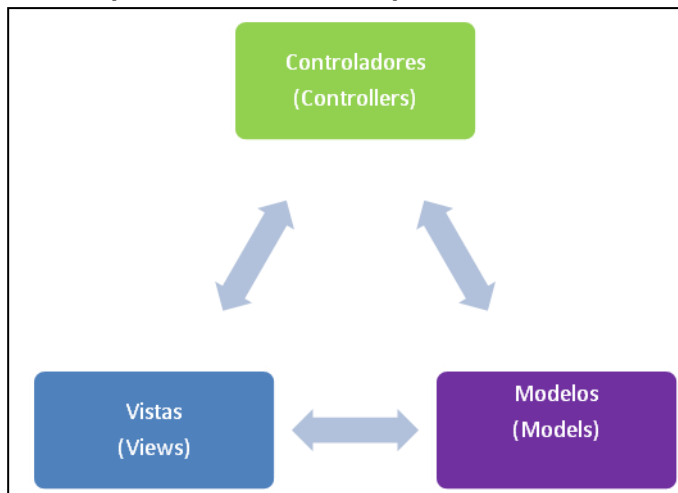 Controladores
(Controllers)
Vistas
(Views)
Modelos
(Models)